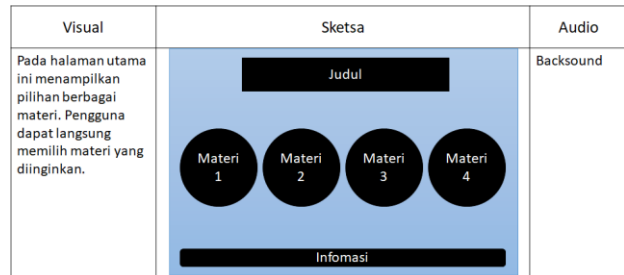 Visual
Sketsa
Audio
Pada halaman utama
ini menampilkan
pilihan berbagai
materi. Pengguna
dapat langsung
memilih materi yang
diinginkan.
Judul
Materi
1
Materi
2
Materi
3
Materi
4
Infomasi
Backsound